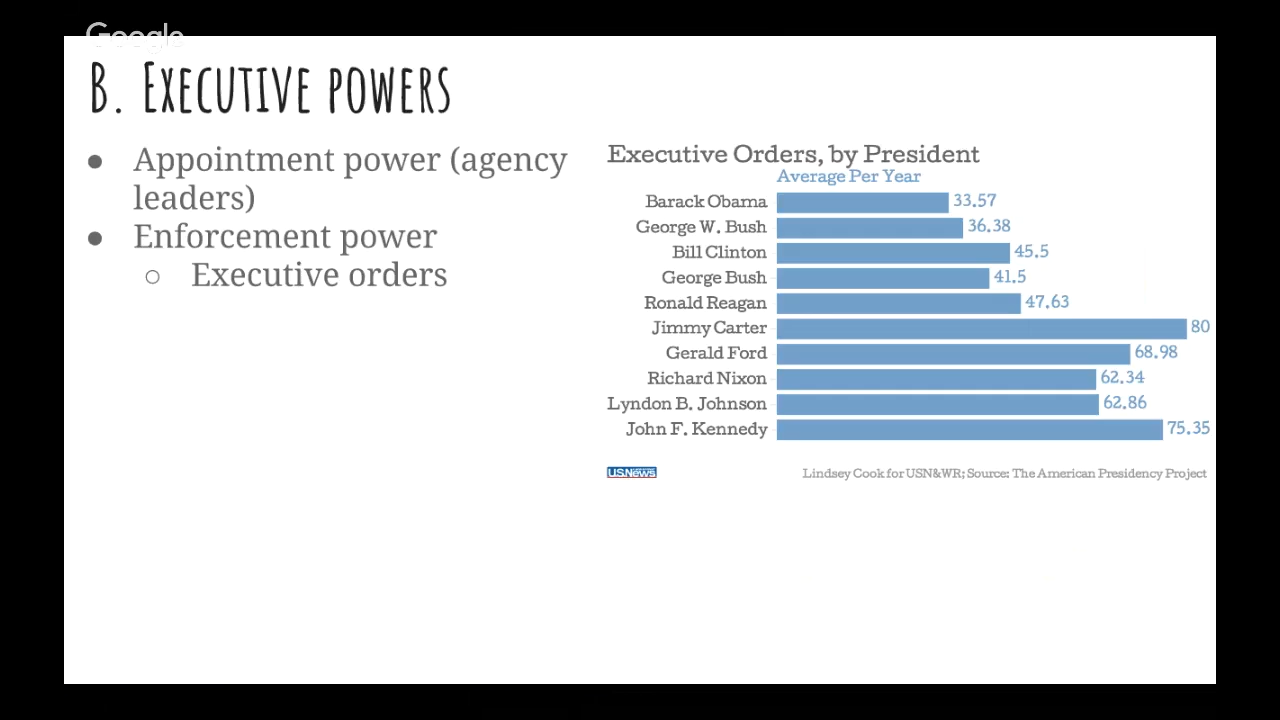 Google
B. Executive powers
● Appointment power (agency
leaders)
● Enforcement power
○ Executive orders
Executive Orders, by President
Average Per Year
Barack Obama 33.57
George W. Bush 36.38
Bill Clinton 45.5
George Bush 41.5
Ronald Reagan 47.63
Jimmy Carter 80
Gerald Ford 68.98
Richard Nixon 62.34
Lyndon B. Johnson 62.86
John F. Kennedy 75.35
U.S.News
Lindsey Cook for USN&WR; Source: The American Presidency Project